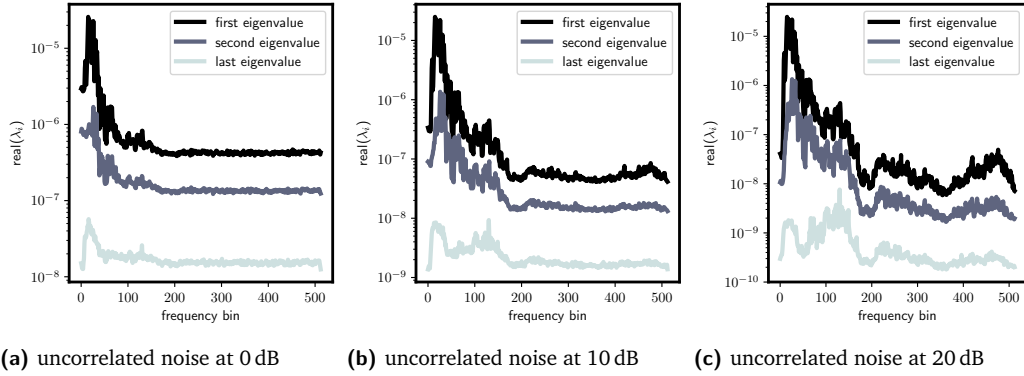 first eigenvalue
second eigenvalue
last eigenvalue
10⁻⁵
10⁻⁶
10⁻⁷
10⁻⁸
real(λᵢ)
0 100 200 300 400 500
frequency bin
(a) uncorrelated noise at 0 dB
first eigenvalue
second eigenvalue
last eigenvalue
10⁻⁵
10⁻⁶
10⁻⁷
10⁻⁸
10⁻⁹
real(λᵢ)
0 100 200 300 400 500
frequency bin
(b) uncorrelated noise at 10 dB
first eigenvalue
second eigenvalue
last eigenvalue
10⁻⁵
10⁻⁶
10⁻⁷
10⁻⁸
10⁻⁹
10⁻¹⁰
real(λᵢ)
0 100 200 300 400 500
frequency bin
(c) uncorrelated noise at 20 dB